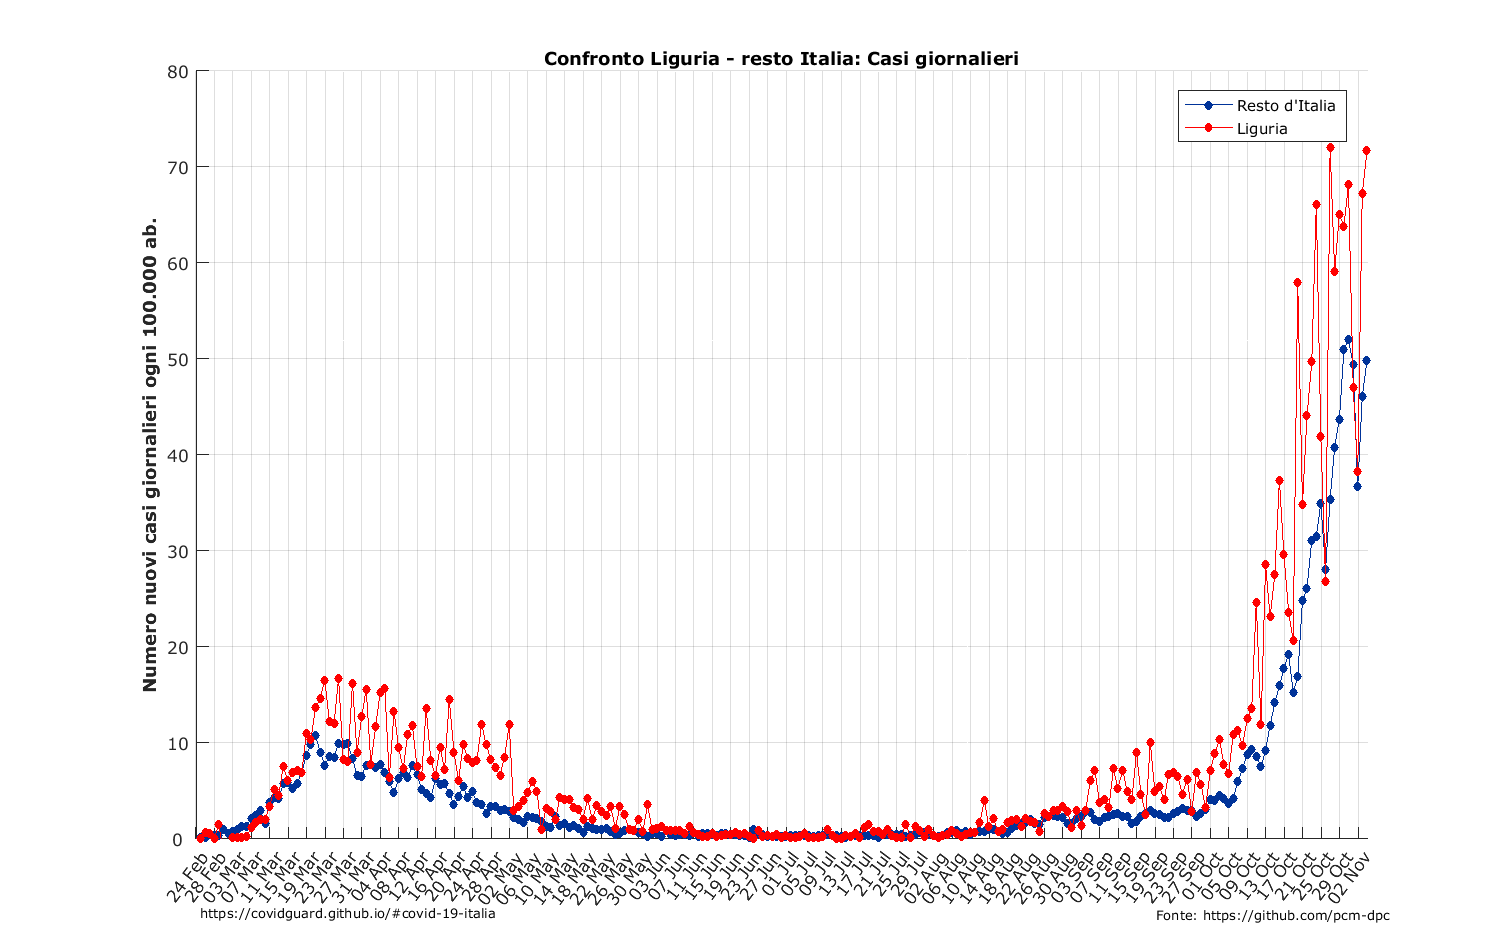 Confronto Liguria - resto Italia: Casi giornalieri
Numero nuovi casi giornalieri ogni 100.000 ab.
80
70
60
50
40
30
20
10
0
Resto d'Italia
Liguria
24 Feb
28 Feb
03 Mar
07 Mar
11 Mar
15 Mar
19 Mar
23 Mar
27 Mar
31 Mar
04 Apr
08 Apr
12 Apr
16 Apr
20 Apr
24 Apr
28 Apr
02 May
06 May
10 May
14 May
18 May
22 May
26 May
30 May
03 Jun
07 Jun
11 Jun
15 Jun
19 Jun
23 Jun
27 Jun
01 Jul
05 Jul
09 Jul
13 Jul
17 Jul
21 Jul
25 Jul
29 Jul
02 Aug
06 Aug
10 Aug
14 Aug
18 Aug
22 Aug
26 Aug
30 Aug
03 Sep
07 Sep
11 Sep
15 Sep
19 Sep
23 Sep
27 Sep
01 Oct
05 Oct
09 Oct
13 Oct
17 Oct
21 Oct
25 Oct
29 Oct
02 Nov
https://covidguard.github.io/#covid-19-italia
Fonte: https://github.com/pcm-dpc